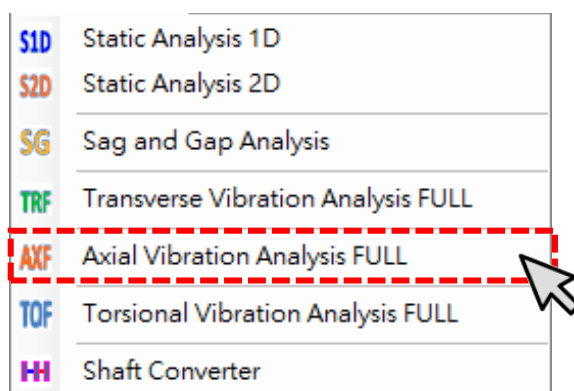 S1D Static Analysis 1D
S2D Static Analysis 2D
SG Sag and Gap Analysis
TRF Transverse Vibration Analysis FULL
AXF Axial Vibration Analysis FULL
TOF Torsional Vibration Analysis FULL
HH Shaft Converter